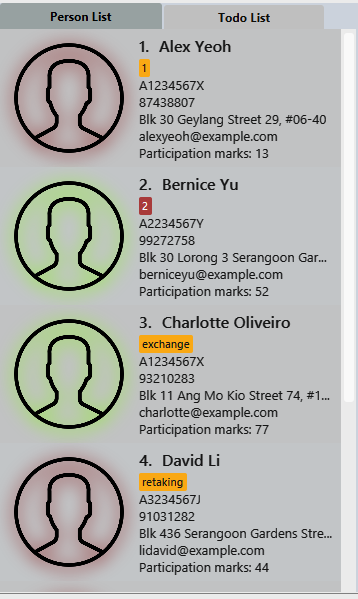 Person List
Todo List
1. Alex Yeoh
1
A1234567X
87438807
Blk 30 Geylang Street 29, #06-40
alexyeoh@example.com
Participation marks: 13
2. Bernice Yu
2
A2234567Y
99272758
Blk 30 Lorong 3 Serangoon Gar...
berniceyu@example.com
Participation marks: 52
3. Charlotte Oliveiro
exchange
A1234567X
93210283
Blk 11 Ang Mo Kio Street 74, #1...
charlotte@example.com
Participation marks: 77
4. David Li
retaking
A3234567J
91031282
Blk 436 Serangoon Gardens Stre...
lidavid@example.com
Participation marks: 44